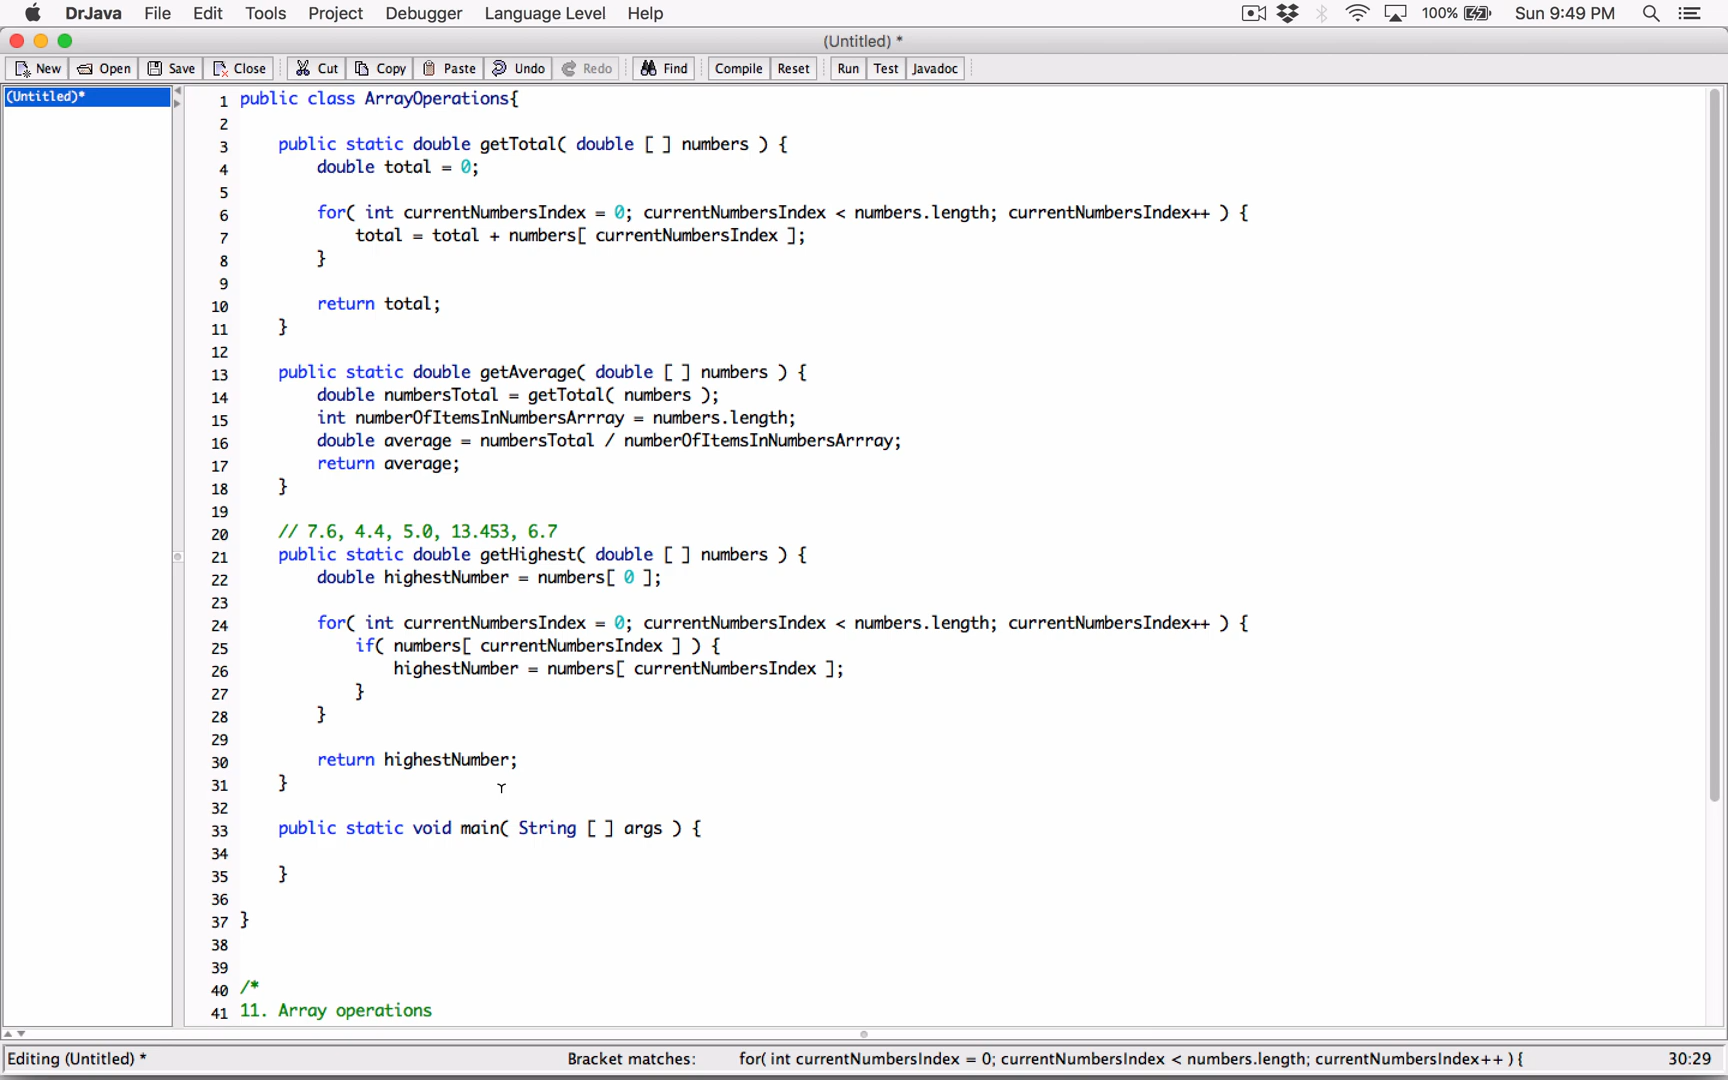 DrJava File Edit Tools Project Debugger Language Level Help 100% Sun 9:49 PM
(Untitled) *
New Open Save Close Cut Copy Paste Undo Redo Find Compile Reset Run Test Javadoc
(Untitled)*
1 public class ArrayOperations{
2
3 public static double getTotal( double [ ] numbers ) {
4 double total = 0;
5
6 for( int currentNumbersIndex = 0; currentNumbersIndex < numbers.length; currentNumbersIndex++ ) {
7 total = total + numbers[ currentNumbersIndex ];
8 }
9
10 return total;
11 }
12
13 public static double getAverage( double [ ] numbers ) {
14 double numbersTotal = getTotal( numbers );
15 int numberOfItemsInNumbersArrray = numbers.length;
16 double average = numbersTotal / numberOfItemsInNumbersArrray;
17 return average;
18 }
19
20 // 7.6, 4.4, 5.0, 13.453, 6.7
21 public static double getHighest( double [ ] numbers ) {
22 double highestNumber = numbers[ 0 ];
23
24 for( int currentNumbersIndex = 0; currentNumbersIndex < numbers.length; currentNumbersIndex++ ) {
25 if( numbers[ currentNumbersIndex ] ) {
26 highestNumber = numbers[ currentNumbersIndex ];
27 }
28 }
29
30 return highestNumber;
31 }
32
33 public static void main( String [ ] args ) {
34
35 }
36
37 }
38
39
40 /*
41 11. Array operations
Editing (Untitled) * Bracket matches: for( int currentNumbersIndex = 0; currentNumbersIndex < numbers.length; currentNumbersIndex++ ) { 30:29